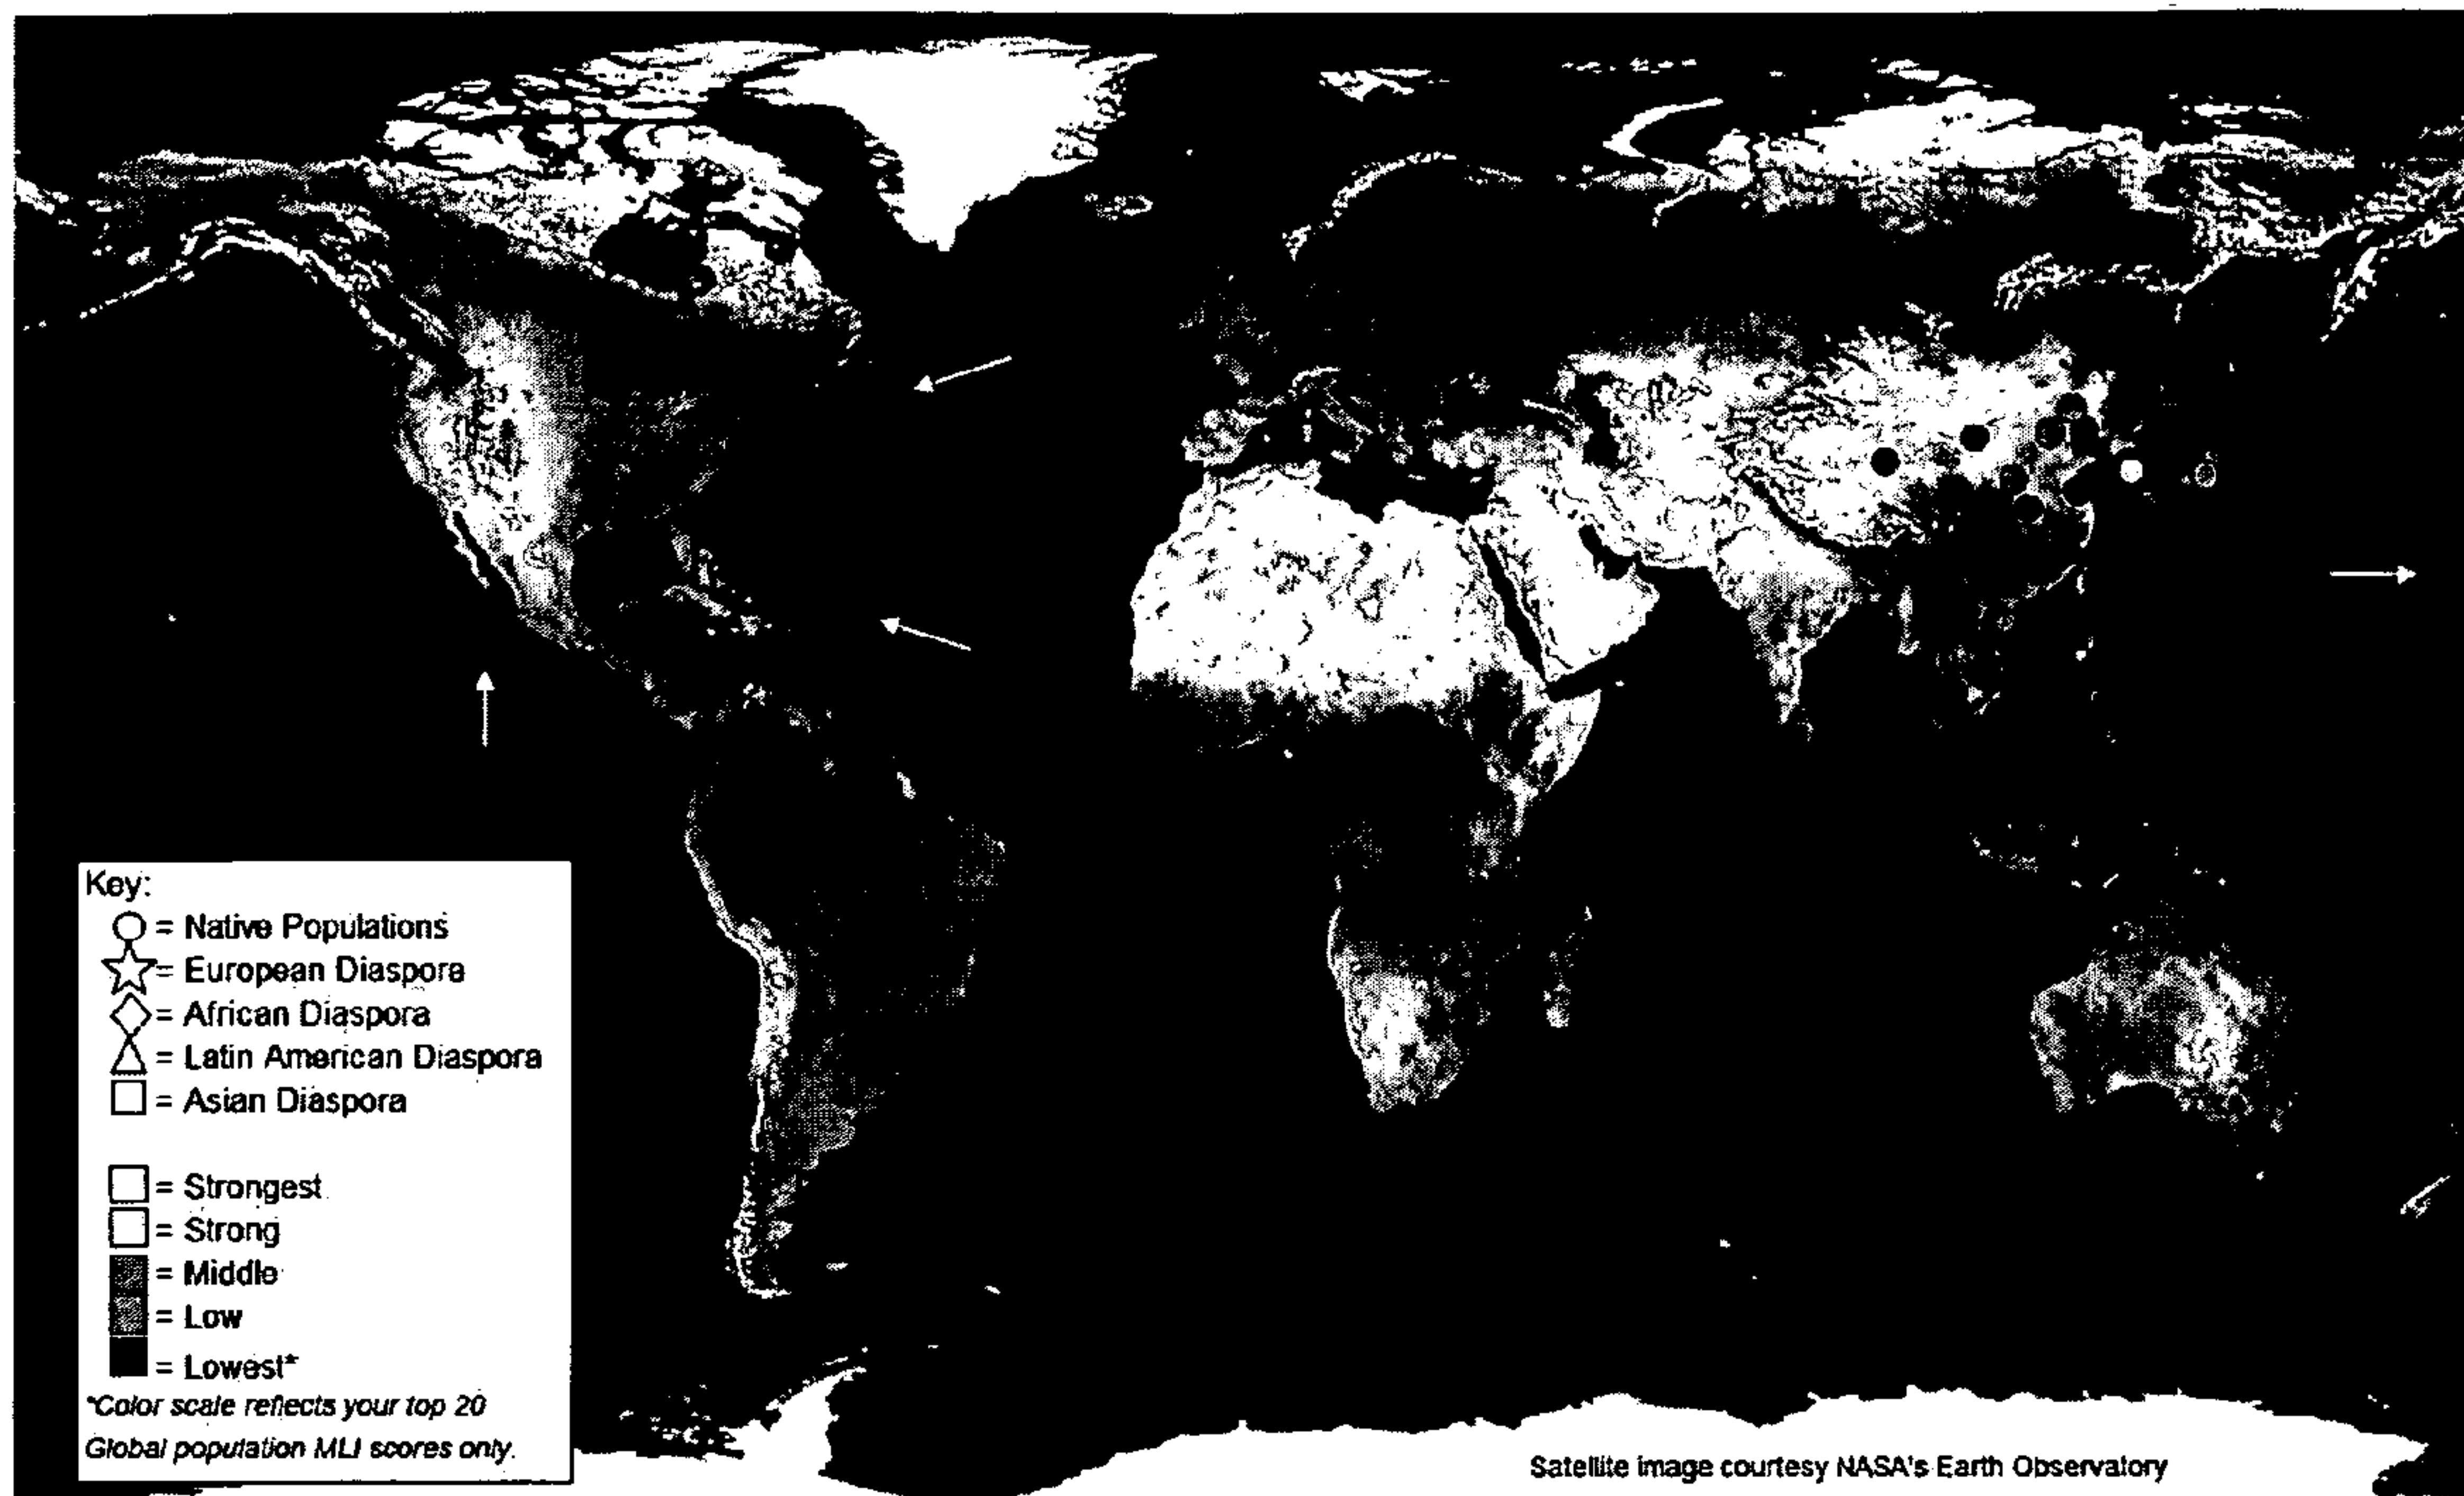 Key:
= Native Populations
= European Diaspora
= African Diaspora
= Latin American Diaspora
= Asian Diaspora
= Strongest
= Strong
= Middle
= Low
= Lowest*
*Color scale reflects your top 20
Global population MLI scores only.
Satellite image courtesy NASA's Earth Observatory